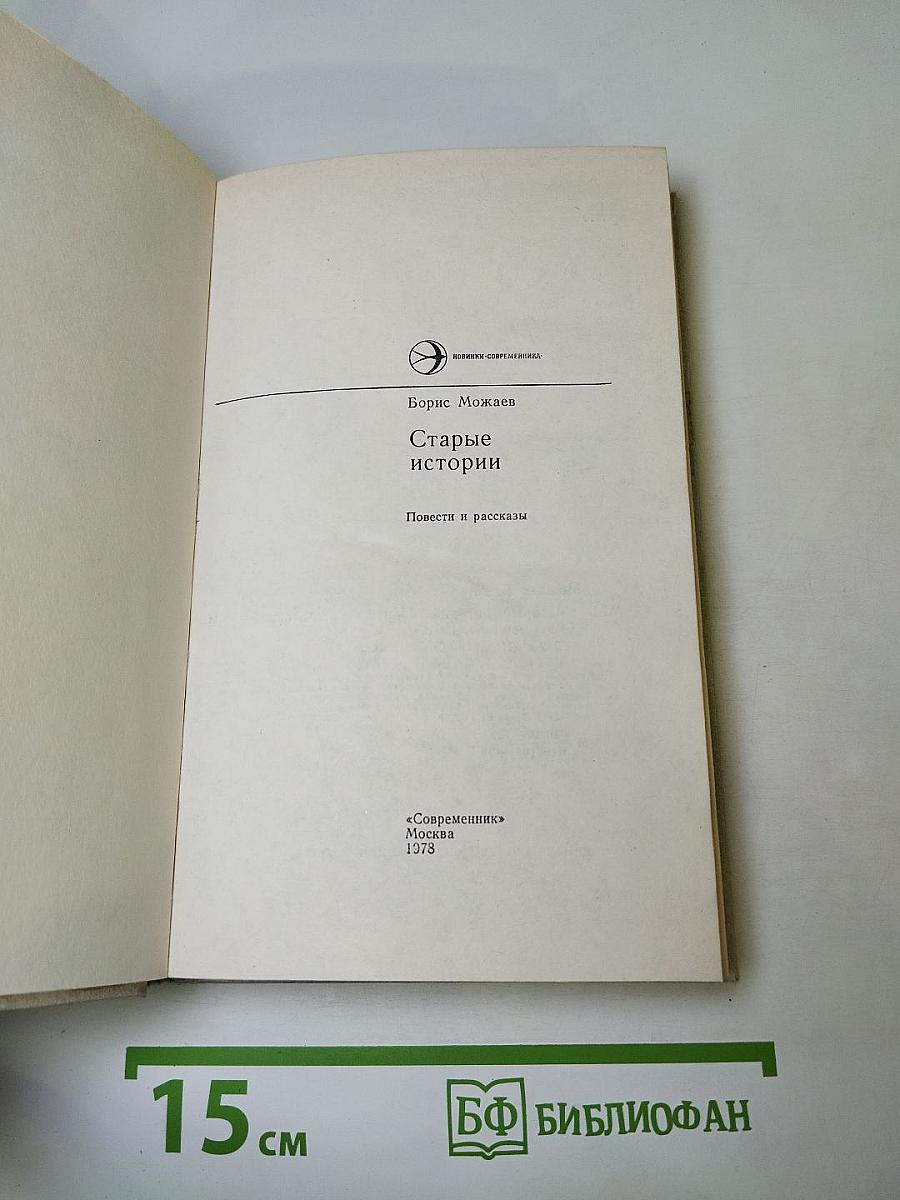 НОВИНКИ «СОВРЕМЕННИКА»
Борис Можаев
Старые
истории
Повести и рассказы
«Современник»
Москва
1978
15 см
БФ БИБЛИОФАН